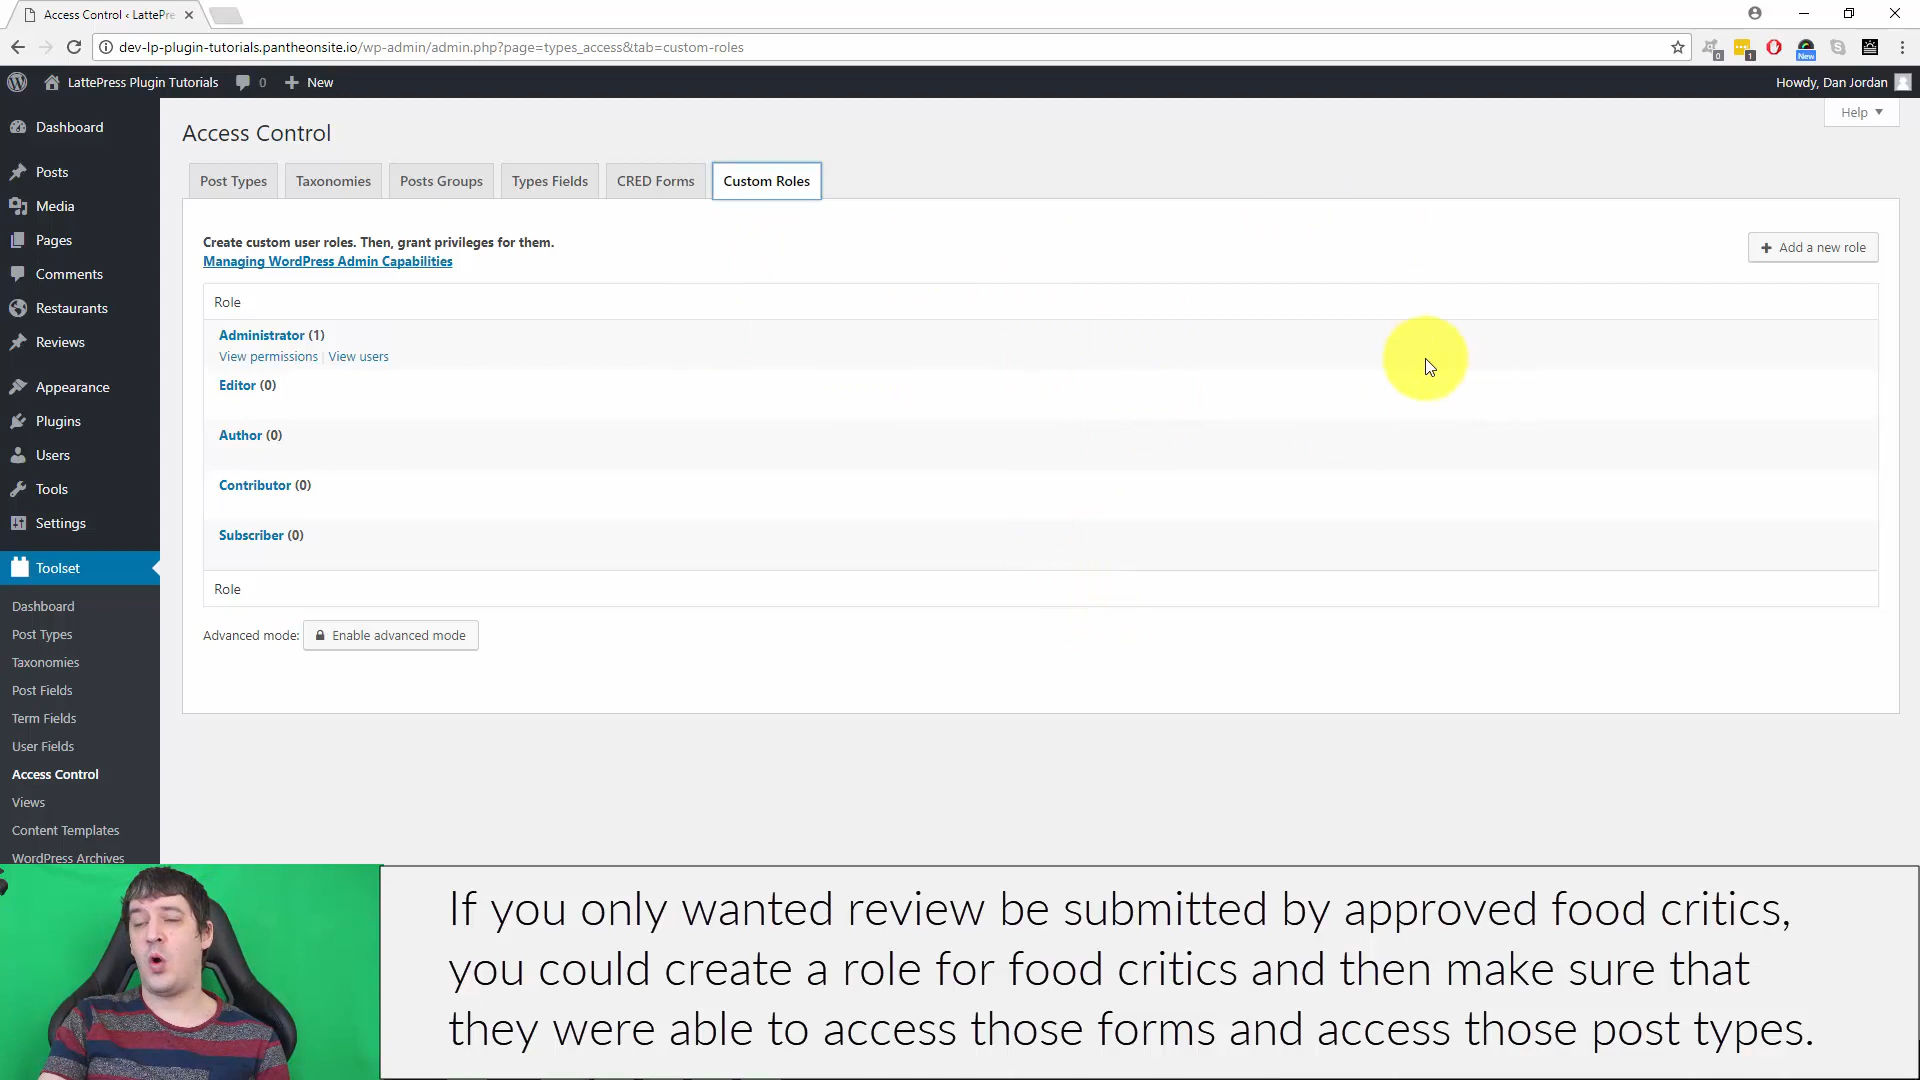 Access Control ‹ LattePre
dev-lp-plugin-tutorials.pantheonsite.io/wp-admin/admin.php?page=types_access&tab=custom-roles
0
1
New
LattePress Plugin Tutorials
0
New
Howdy, Dan Jordan
Help
Dashboard
Posts
Media
Pages
Comments
Restaurants
Reviews
Appearance
Plugins
Users
Tools
Settings
Toolset
Dashboard
Post Types
Taxonomies
Post Fields
Term Fields
User Fields
Access Control
Views
Content Templates
WordPress Archives
Access Control
Post Types
Taxonomies
Posts Groups
Types Fields
CRED Forms
Custom Roles
Create custom user roles. Then, grant privileges for them.
Managing WordPress Admin Capabilities
Add a new role
Role
Administrator (1)
View permissions | View users
Editor (0)
Author (0)
Contributor (0)
Subscriber (0)
Role
Advanced mode: Enable advanced mode
If you only wanted review be submitted by approved food critics,
you could create a role for food critics and then make sure that
they were able to access those forms and access those post types.